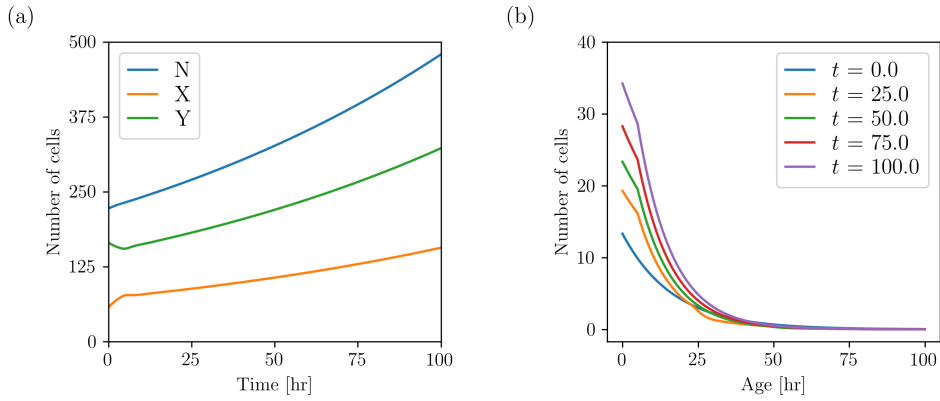 (a)
500
375
250
125
0
Number of cells
N
X
Y
0
25
50
75
100
Time [hr]
(b)
40
30
20
10
0
Number of cells
t = 0.0
t = 25.0
t = 50.0
t = 75.0
t = 100.0
0
25
50
75
100
Age [hr]